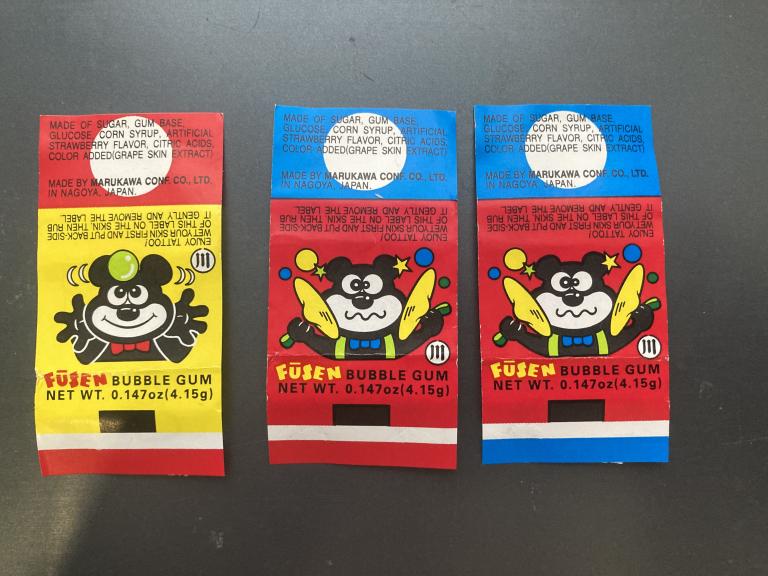 MADE OF SUGAR, GUM BASE,
GLUCOSE, CORN SYRUP, ARTIFICIAL
STRAWBERRY FLAVOR, CITRIC ACIDS,
COLOR ADDED(GRAPE SKIN EXTRACT)
MADE BY MARUKAWA CONF. CO., LTD.
IN NAGOYA, JAPAN.
ENJOY TATTOO!
WET YOUR SKIN FIRST AND PUT BACK-SIDE
OF THIS LABEL ON THE SKIN, THEN RUB
IT GENTLY AND REMOVE THE LABEL
FŪSEN BUBBLE GUM
NET WT. 0.147oz(4.15g)
MADE OF SUGAR, GUM BASE,
GLUCOSE, CORN SYRUP, ARTIFICIAL
STRAWBERRY FLAVOR, CITRIC ACIDS,
COLOR ADDED(GRAPE SKIN EXTRACT)
MADE BY MARUKAWA CONF. CO., LTD.
IN NAGOYA, JAPAN.
ENJOY TATTOO!
WET YOUR SKIN FIRST AND PUT BACK-SIDE
OF THIS LABEL ON THE SKIN, THEN RUB
IT GENTLY AND REMOVE THE LABEL
FŪSEN BUBBLE GUM
NET WT. 0.147oz(4.15g)
MADE OF SUGAR, GUM BASE,
GLUCOSE, CORN SYRUP, ARTIFICIAL
STRAWBERRY FLAVOR, CITRIC ACIDS,
COLOR ADDED(GRAPE SKIN EXTRACT)
MADE BY MARUKAWA CONF. CO., LTD.
IN NAGOYA, JAPAN.
ENJOY TATTOO!
WET YOUR SKIN FIRST AND PUT BACK-SIDE
OF THIS LABEL ON THE SKIN, THEN RUB
IT GENTLY AND REMOVE THE LABEL
FŪSEN BUBBLE GUM
NET WT. 0.147oz(4.15g)